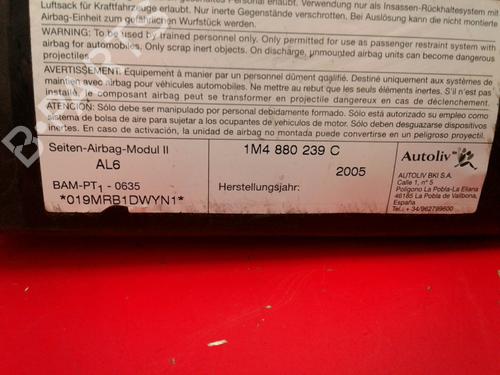 Luftsack für Kraftfahrzeuge erlaubt. Nur inerte Gegenstände verschrotten. Bei Auslösung kann die nicht montierte
Airbag-Einheit zum gefährlichen Wurfstück werden.
WARNING: To be used by trained personnel only. Only permitted for use as passenger restraint system with
airbag for automobiles. Only scrap inert objects. On discharge, unmounted airbag units can become dangerous
projectiles.
AVERTISSEMENT: Équipement à manier par un personnel dûment qualifié. Destiné uniquement aux systèmes de
maintien avec airbag pour véhicules automobiles. Ne mettre au rebut que les seuls éléments inertes. S'il n'est pas
installé, le composant airbag peut se transformer en projectile dangereux en cas de déclenchement.
ATENCIÓN: Sólo debe ser manipulado por personal debidamente formado. Sólo está autorizado su empleo como
sistema de bolsa de aire para sujetar a los ocupantes de vehículos de motor. Sólo deben desguazarse dispositivos
inertes. En caso de activación, la unidad de airbag no montada puede convertirse en un peligroso proyectil.
Seiten-Airbag-Modul II
AL6
BAM-PT1 - 0635
*019MRB1DWYN1*
1M4 880 239 C
2005
Herstellungsjahr:
Autoliv
AUTOLIV BKI S.A.
Calle 1, n° 5
Polígono La Pobla-La Eliana
46185 La Pobla de Vallbona,
España
Tlf.: + 34/962799600
B-PARTS